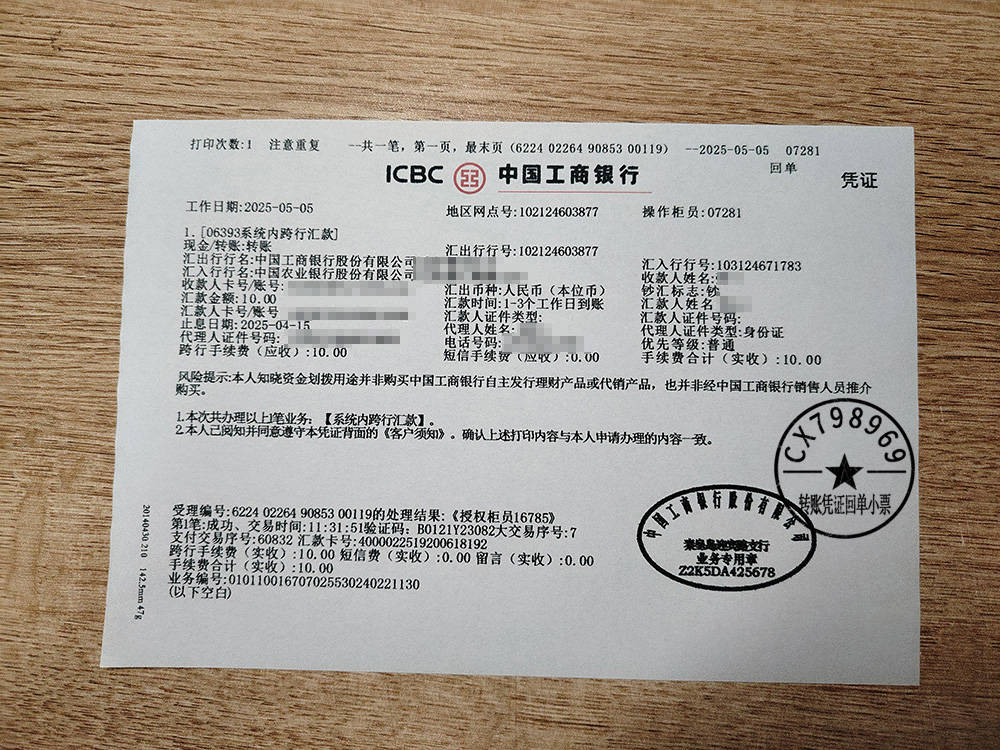 打印次数:1 注意重复 --共一笔，第一页，最末页（6224 02264 90853 00119） --2025-05-05 07281
回单
ICBC 中国工商银行 凭证
工作日期:2025-05-05 地区网点号:102124603877 操作柜员:07281
1.[06393系统内跨行汇款]
现金/转账:转账
汇出行行名:中国工商银行股份有限公司 汇出行行号:102124603877
汇入行行名:中国农业银行股份有限公司 汇入行行号:103124671783
收款人卡号/账号: 收款人姓名:
汇款金额:10.00 汇出币种:人民币（本位币） 钞汇标志:钞
汇款人卡号/账号 汇款时间:1-3个工作日到账 汇款人姓名
止息日期:2025-04-15 汇款人证件类型: 汇款人证件号码:
代理人证件号码: 代理人姓名: 代理人证件类型:身份证
电话号码: 优先等级:普通
跨行手续费（应收）:10.00 短信手续费（应收）:0.00 手续费合计（实收）:10.00
风险提示:本人知晓资金划拨用途并非购买中国工商银行自主发行理财产品或代销产品，也并非经中国工商银行销售人员推介
购买。
1.本次共办理以上1笔业务：【系统内跨行汇款】。
2.本人已阅知并同意遵守本凭证背面的《客户须知》。确认上述打印内容与本人申请办理的内容一致。
CX798969
转账凭证回单小票
受理编号:6224 02264 90853 00119的处理结果:《授权柜员16785》
第1笔:成功、交易时间:11:31:51验证码: B0121Y23082大交易序号:7
支付交易序号:60832 汇款卡号:4000022519200618192
跨行手续费（实收）:10.00 短信费（实收）:0.00 留言（实收）:0.00
手续费合计（实收）:10.00
业务编号:01011001670702553024022113​0
(以下空白)
中国工商银行股份有限公司
秦皇岛迎宾路支行
业务专用章
Z2K5DA425678
20140430 210 142.5mm 47g